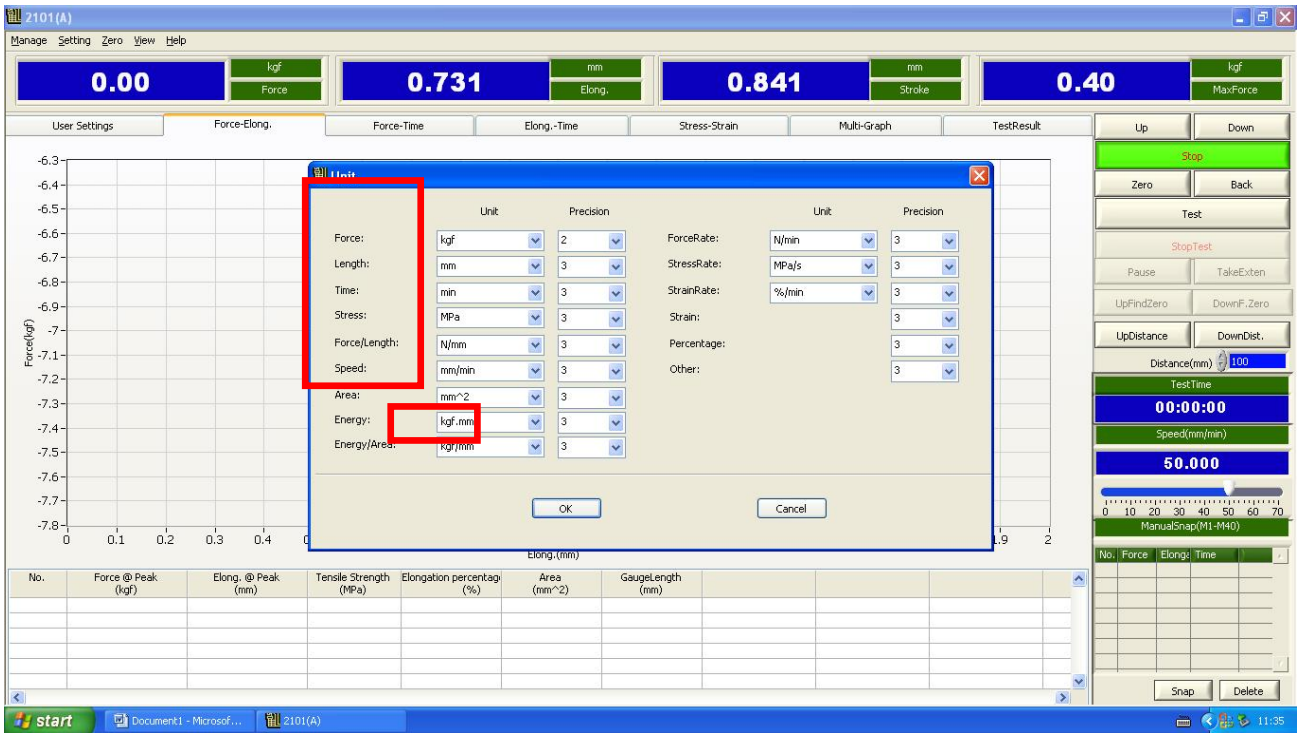 2101(A)
Manage Setting Zero View Help
0.00 kgf Force 0.731 mm Elong. 0.841 mm Stroke 0.40 kgf MaxForce
User Settings Force-Elong. Force-Time Elong.-Time Stress-Strain Multi-Graph TestResult
Force(kgf)
-6.3
-6.4
-6.5
-6.6
-6.7
-6.8
-6.9
-7
-7.1
-7.2
-7.3
-7.4
-7.5
-7.6
-7.7
-7.8
0 0.1 0.2 0.3 0.4 1.9 2
Elong.(mm)
Unit
Unit Precision Unit Precision
Force: kgf 2 ForceRate: N/min 3
Length: mm 3 StressRate: MPa/s 3
Time: min 3 StrainRate: %/min 3
Stress: MPa 3 Strain: 3
Force/Length: N/mm 3 Percentage: 3
Speed: mm/min 3 Other: 3
Area: mm^2 3
Energy: kgf.mm 3
Energy/Area: kgf/mm 3
OK Cancel
Up Down
Stop
Zero Back
Test
StopTest
Pause TakeExten
UpFindZero DownF.Zero
UpDistance DownDist.
Distance(mm) 100
TestTime
00:00:00
Speed(mm/min)
50.000
0 10 20 30 40 50 60 70
ManualSnap(M1-M40)
No. Force Elonga Time
Snap Delete
No. Force @ Peak Elong. @ Peak Tensile Strength Elongation percentag Area GaugeLength
(kgf) (mm) (MPa) (%) (mm^2) (mm)
start Document1 - Microsof... 2101(A) 11:35